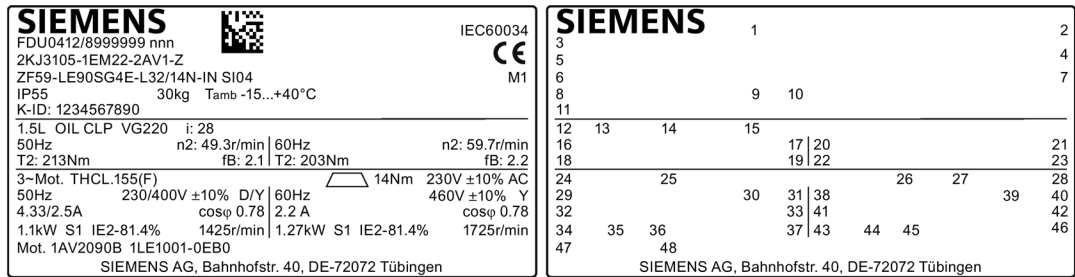 SIEMENS
IEC60034
FDU0412/8999999 nnn
CE
2KJ3105-1EM22-2AV1-Z
ZF59-LE90SG4E-L32/14N-IN SI04 M1
IP55 30kg Tamb -15...+40°C
K-ID: 1234567890
1.5L OIL CLP VG220 i: 28
50Hz n2: 49.3r/min 60Hz n2: 59.7r/min
T2: 213Nm fB: 2.1 T2: 203Nm fB: 2.2
3~Mot. THCL.155(F) 14Nm 230V ±10% AC
50Hz 230/400V ±10% D/Y 60Hz 460V ±10% Y
4.33/2.5A cosφ 0.78 2.2 A cosφ 0.78
1.1kW S1 IE2-81.4% 1425r/min 1.27kW S1 IE2-81.4% 1725r/min
Mot. 1AV2090B 1LE1001-0EB0
SIEMENS AG, Bahnhofstr. 40, DE-72072 Tübingen
SIEMENS 1 2
3
4
5
6 7
8 9 10
11
12 13 14 15
16 17 20 21
18 19 22 23
24 25 26 27 28
29 30 31 38 39 40
32 33 41 42
34 35 36 37 43 44 45 46
47 48
SIEMENS AG, Bahnhofstr. 40, DE-72072 Tübingen